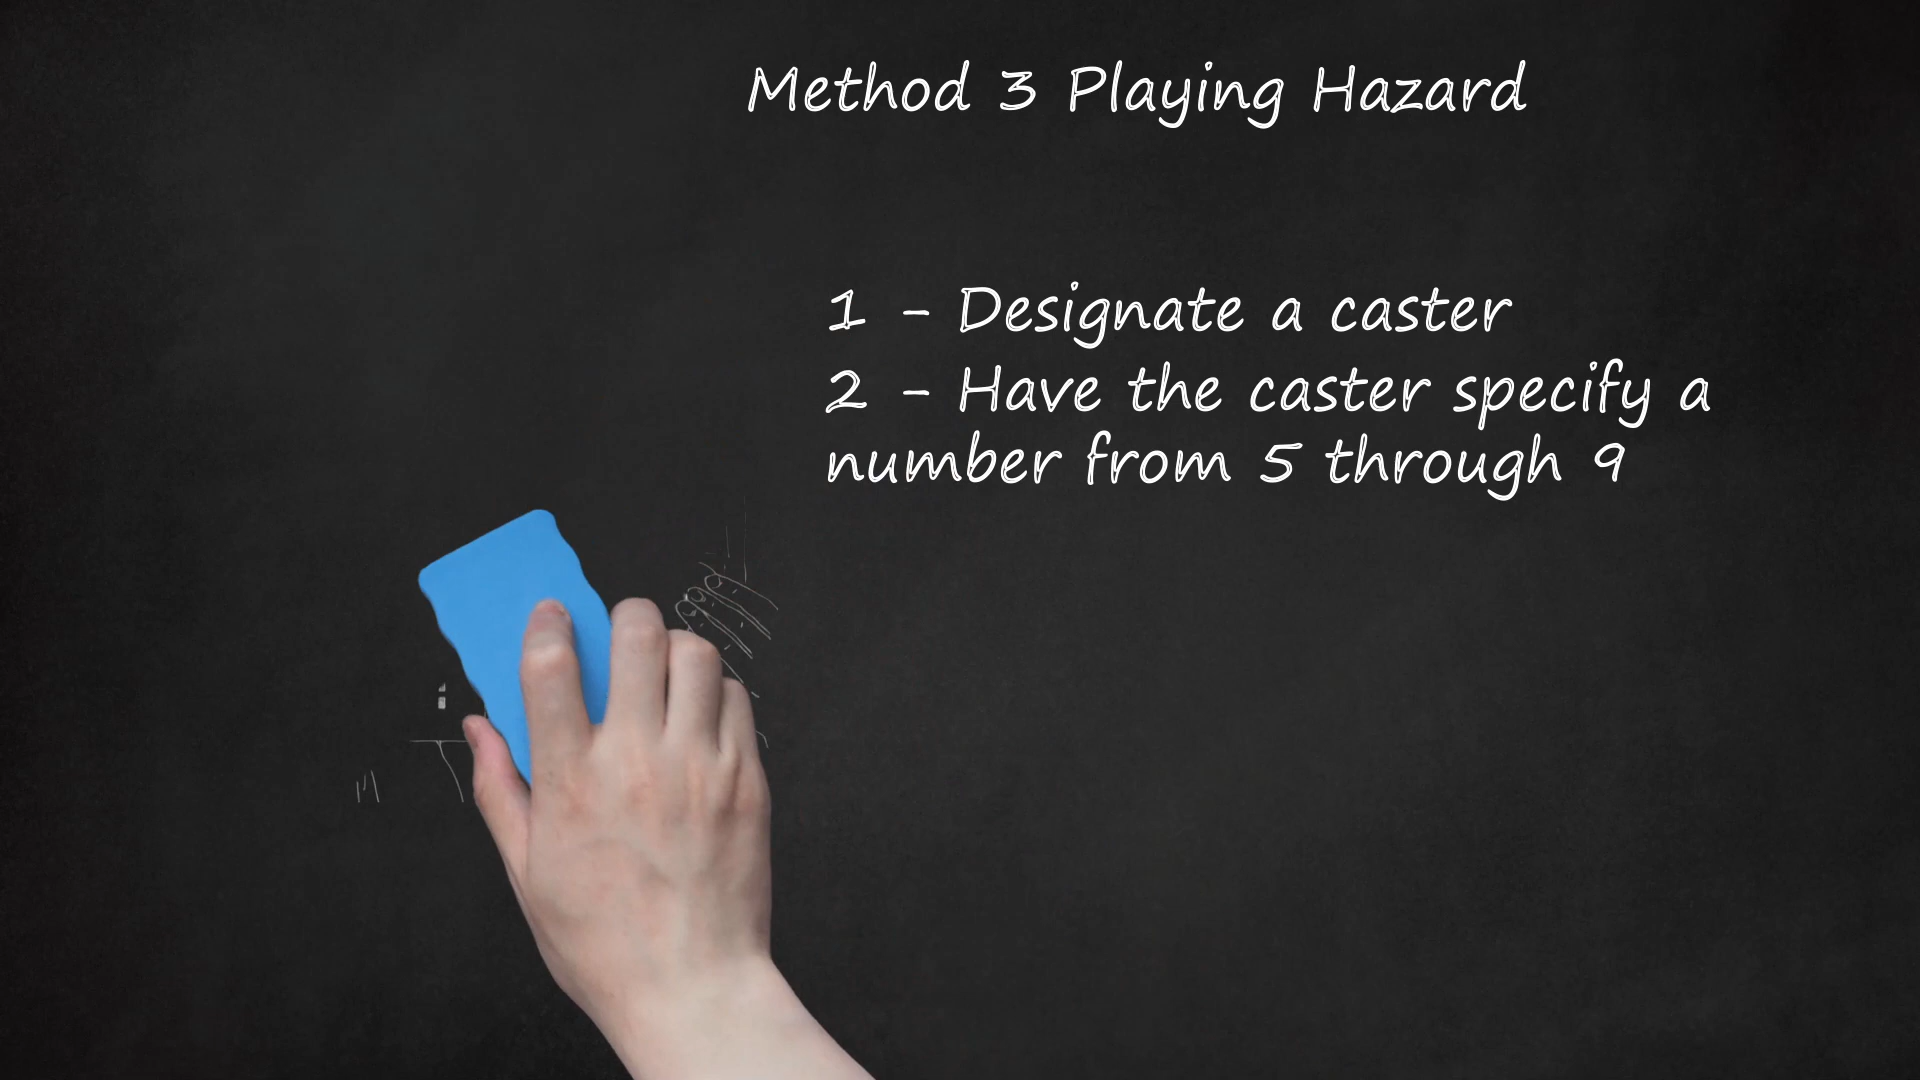 Method 3 Playing Hazard
1 - Designate a caster
2 - Have the caster specify a
number from 5 through 9